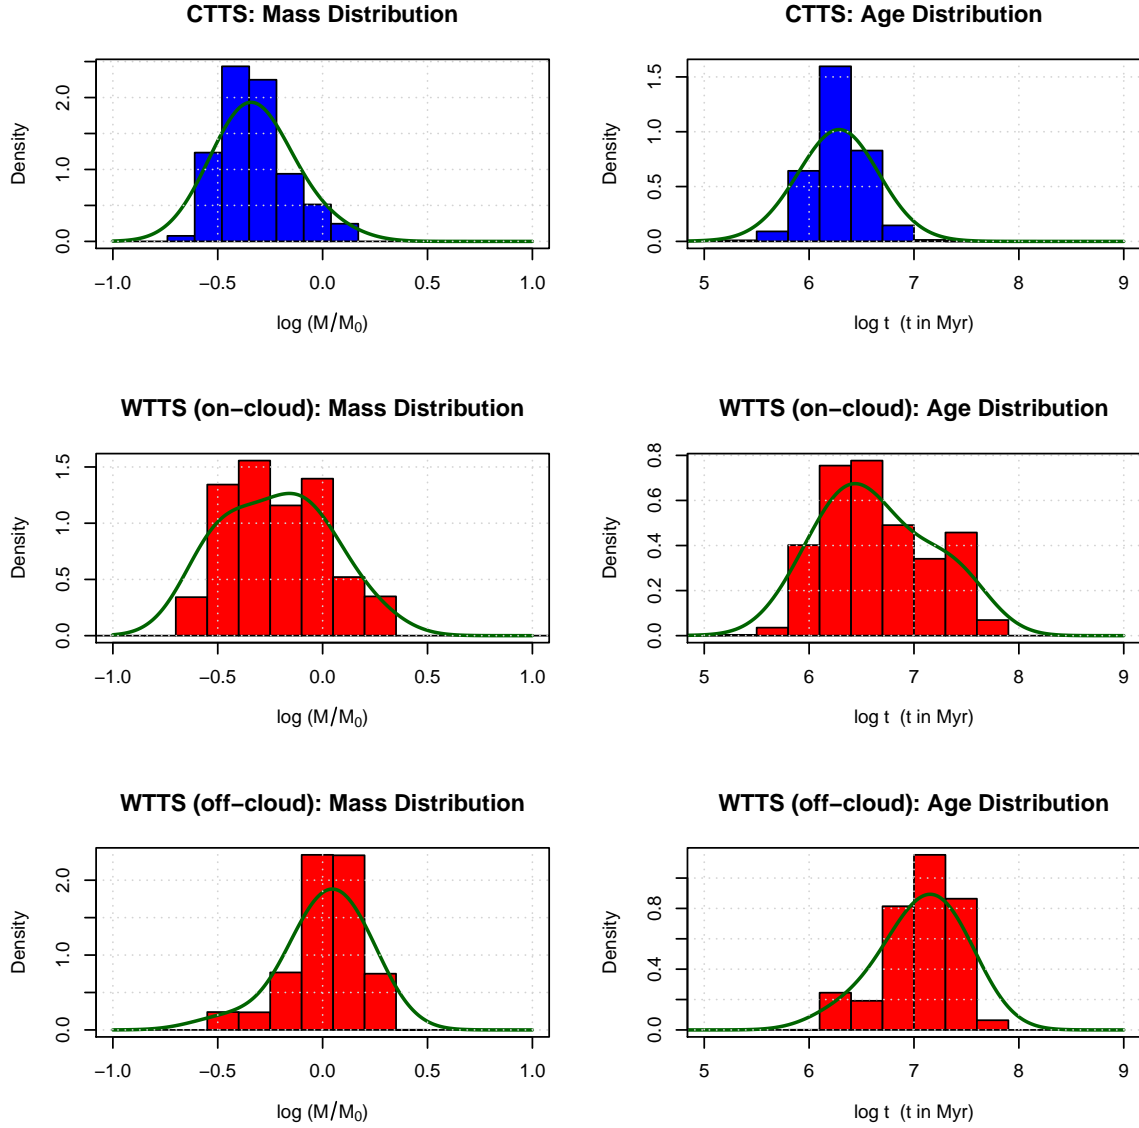 CTTS: Mass Distribution
Density
0.0 1.0 2.0
−1.0 −0.5 0.0 0.5 1.0
log (M/M₀)
CTTS: Age Distribution
Density
0.0 0.5 1.0 1.5
5 6 7 8 9
log t (t in Myr)
WTTS (on−cloud): Mass Distribution
Density
0.0 0.5 1.0 1.5
−1.0 −0.5 0.0 0.5 1.0
log (M/M₀)
WTTS (on−cloud): Age Distribution
Density
0.0 0.2 0.4 0.6 0.8
5 6 7 8 9
log t (t in Myr)
WTTS (off−cloud): Mass Distribution
Density
0.0 1.0 2.0
−1.0 −0.5 0.0 0.5 1.0
log (M/M₀)
WTTS (off−cloud): Age Distribution
Density
0.0 0.4 0.8
5 6 7 8 9
log t (t in Myr)